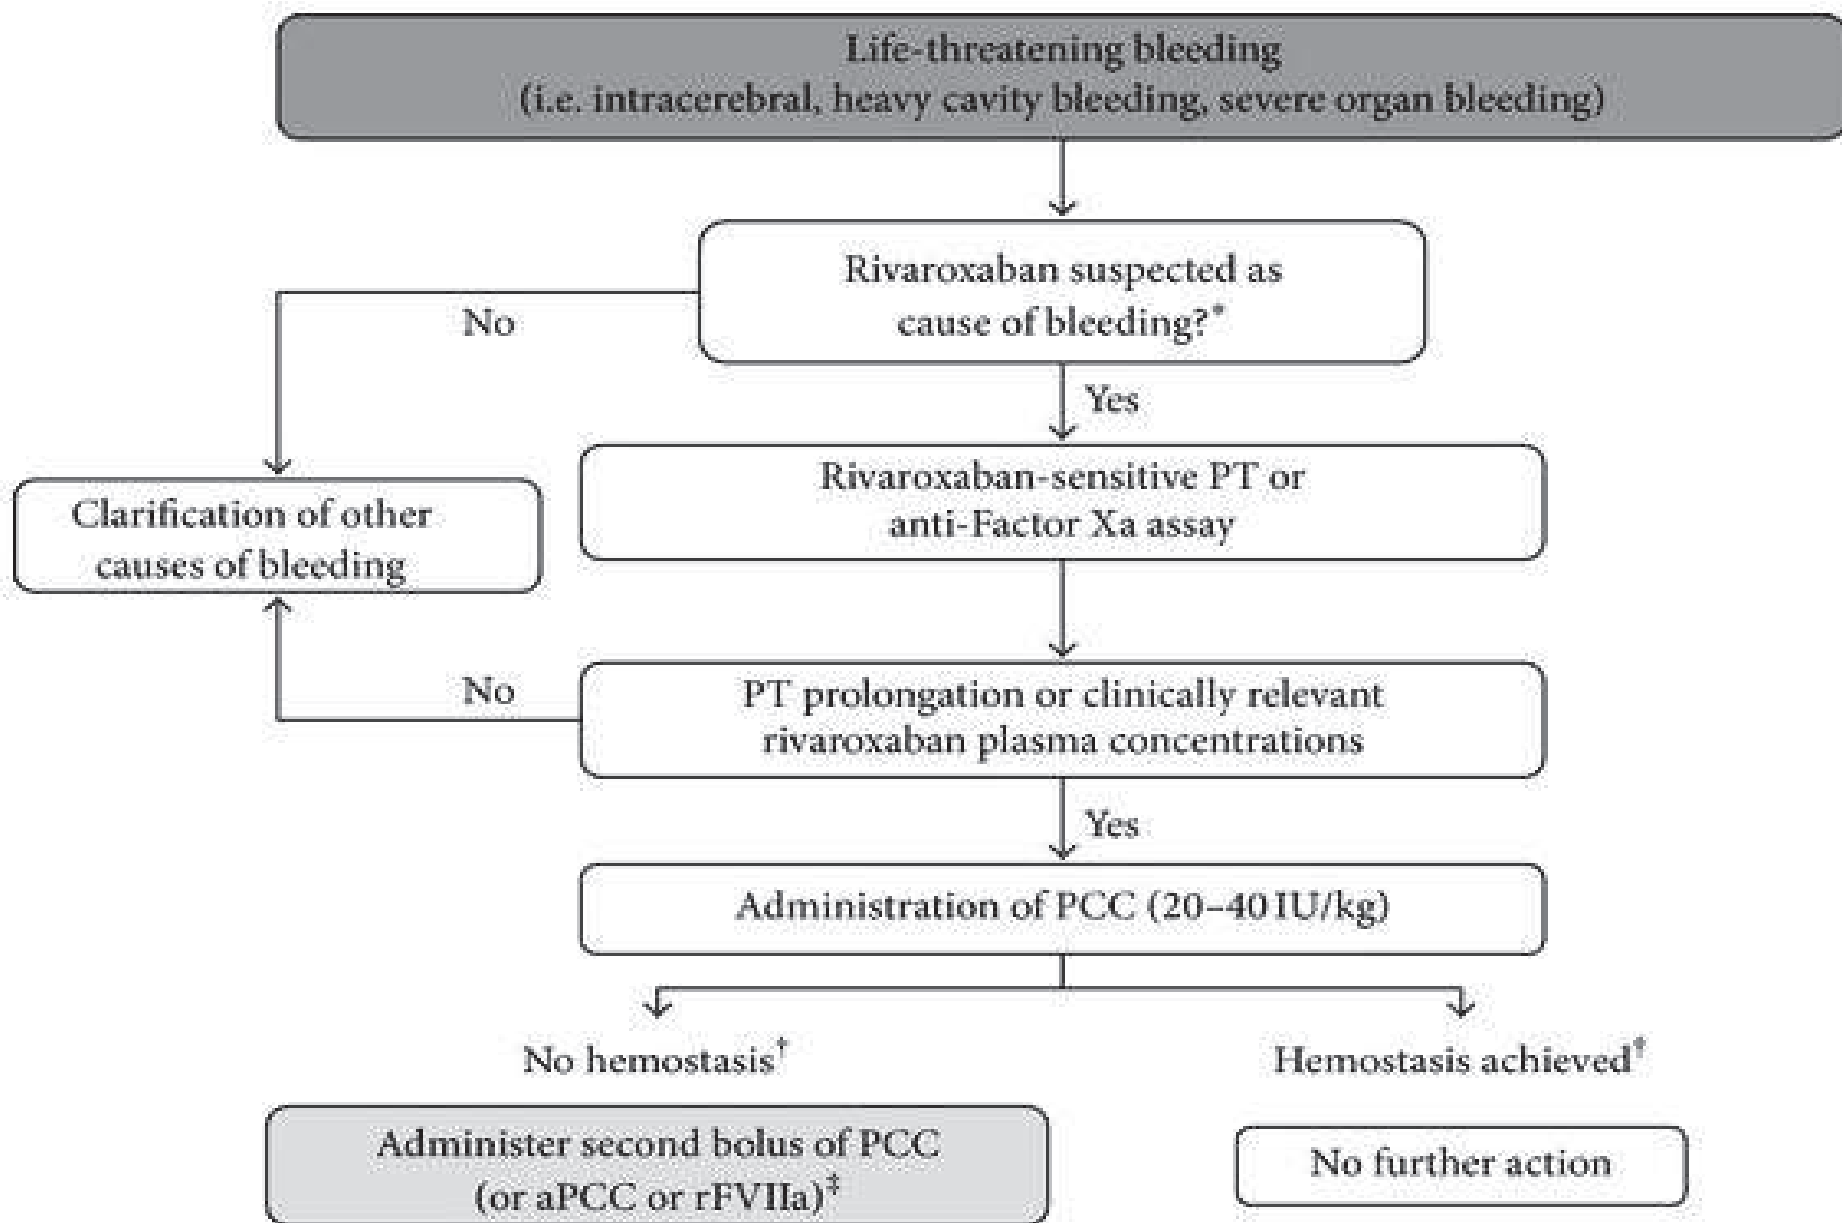 Life-threatening bleeding
(i.e. intracerebral, heavy cavity bleeding, severe organ bleeding)
Rivaroxaban suspected as
cause of bleeding?*
No
Yes
Rivaroxaban-sensitive PT or
anti-Factor Xa assay
Clarification of other
causes of bleeding
No
PT prolongation or clinically relevant
rivaroxaban plasma concentrations
Yes
Administration of PCC (20–40 IU/kg)
No hemostasis†
Hemostasis achieved†
Administer second bolus of PCC
(or aPCC or rFVIIa)‡
No further action